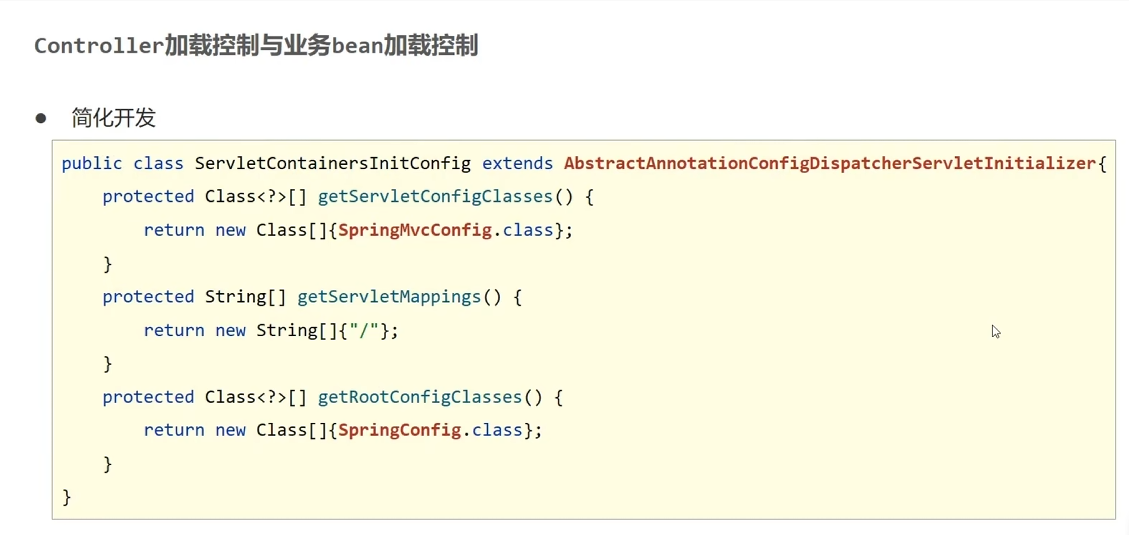 Controller加载控制与业务bean加载控制
● 简化开发
public class ServletContainersInitConfig extends AbstractAnnotationConfigDispatcherServletInitializer{
    protected Class<?>[] getServletConfigClasses() {
        return new Class[]{SpringMvcConfig.class};
    }
    protected String[] getServletMappings() {
        return new String[]{"/"};
    }
    protected Class<?>[] getRootConfigClasses() {
        return new Class[]{SpringConfig.class};
    }
}